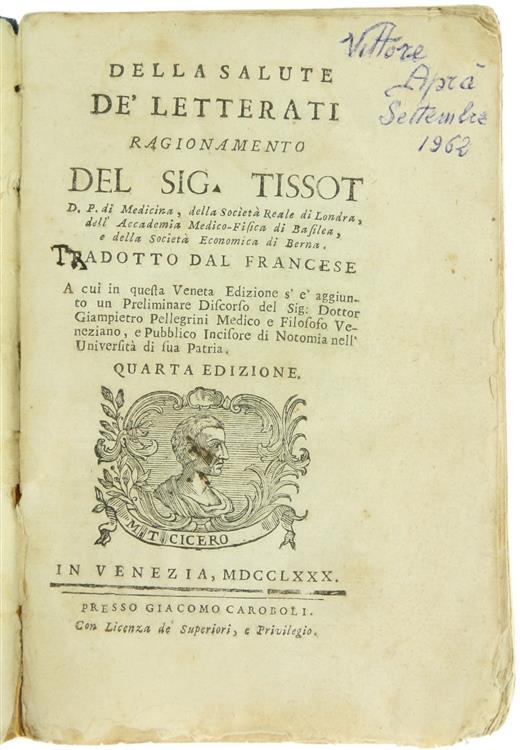 DELLA SALUTE
DE' LETTERATI
RAGIONAMENTO
DEL SIG. TISSOT
D. P. di Medicina, della Società Reale di Londra,
dell' Accademia Medico-Fisica di Basilea,
e della Società Economica di Berna.
TRADOTTO DAL FRANCESE
A cui in questa Veneta Edizione s' e' aggiun-
to un Preliminare Discorso del Sig: Dottor
Giampietro Pellegrini Medico e Filosofo Ve-
neziano, e Pubblico Incisore di Notomia nell'
Università di sua Patria.
QUARTA EDIZIONE.
M. T. CICERO
IN VENEZIA, MDCCLXXX.
PRESSO GIACOMO CAROBOLI.
Con Licenza de' Superiori, e Privilegio.
Vittore
Aprà
Settembre
1962